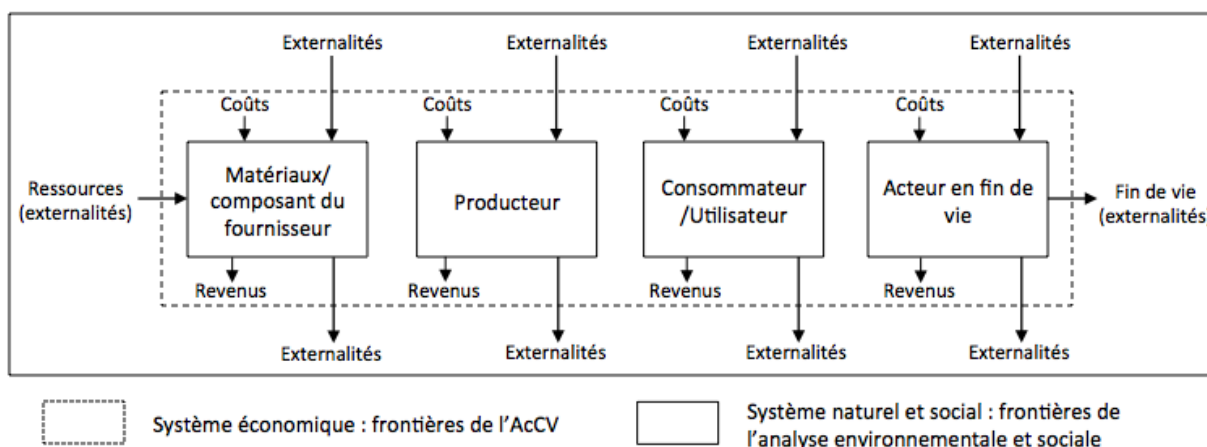 Externalités Externalités Externalités Externalités
Coûts Coûts Coûts Coûts
Ressources
(externalités)
Matériaux/
composant du
fournisseur
Producteur
Consommateur
/Utilisateur
Acteur en fin de
vie
Fin de vie
(externalités)
Revenus Revenus Revenus Revenus
Externalités Externalités Externalités Externalités
Système économique : frontières de l’AcCV
Système naturel et social : frontières de
l’analyse environnementale et sociale